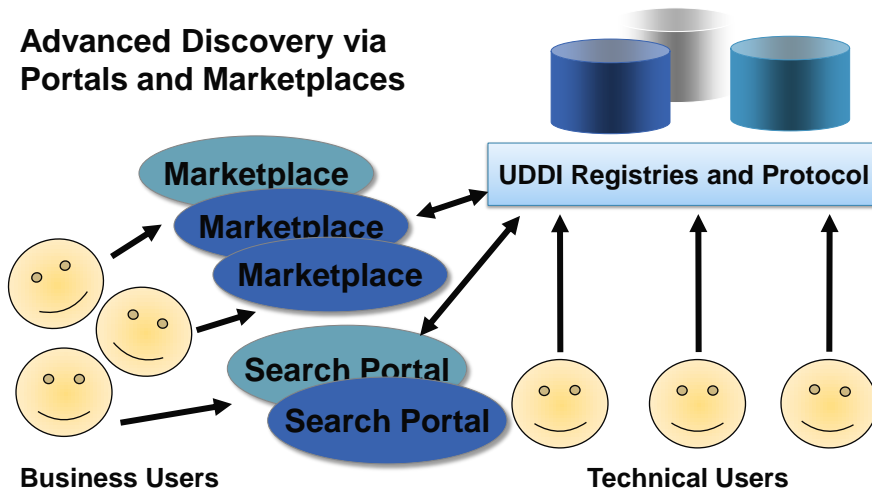 Advanced Discovery via
Portals and Marketplaces
UDDI Registries and Protocol
Marketplace
Marketplace
Marketplace
Search Portal
Search Portal
Business Users
Technical Users